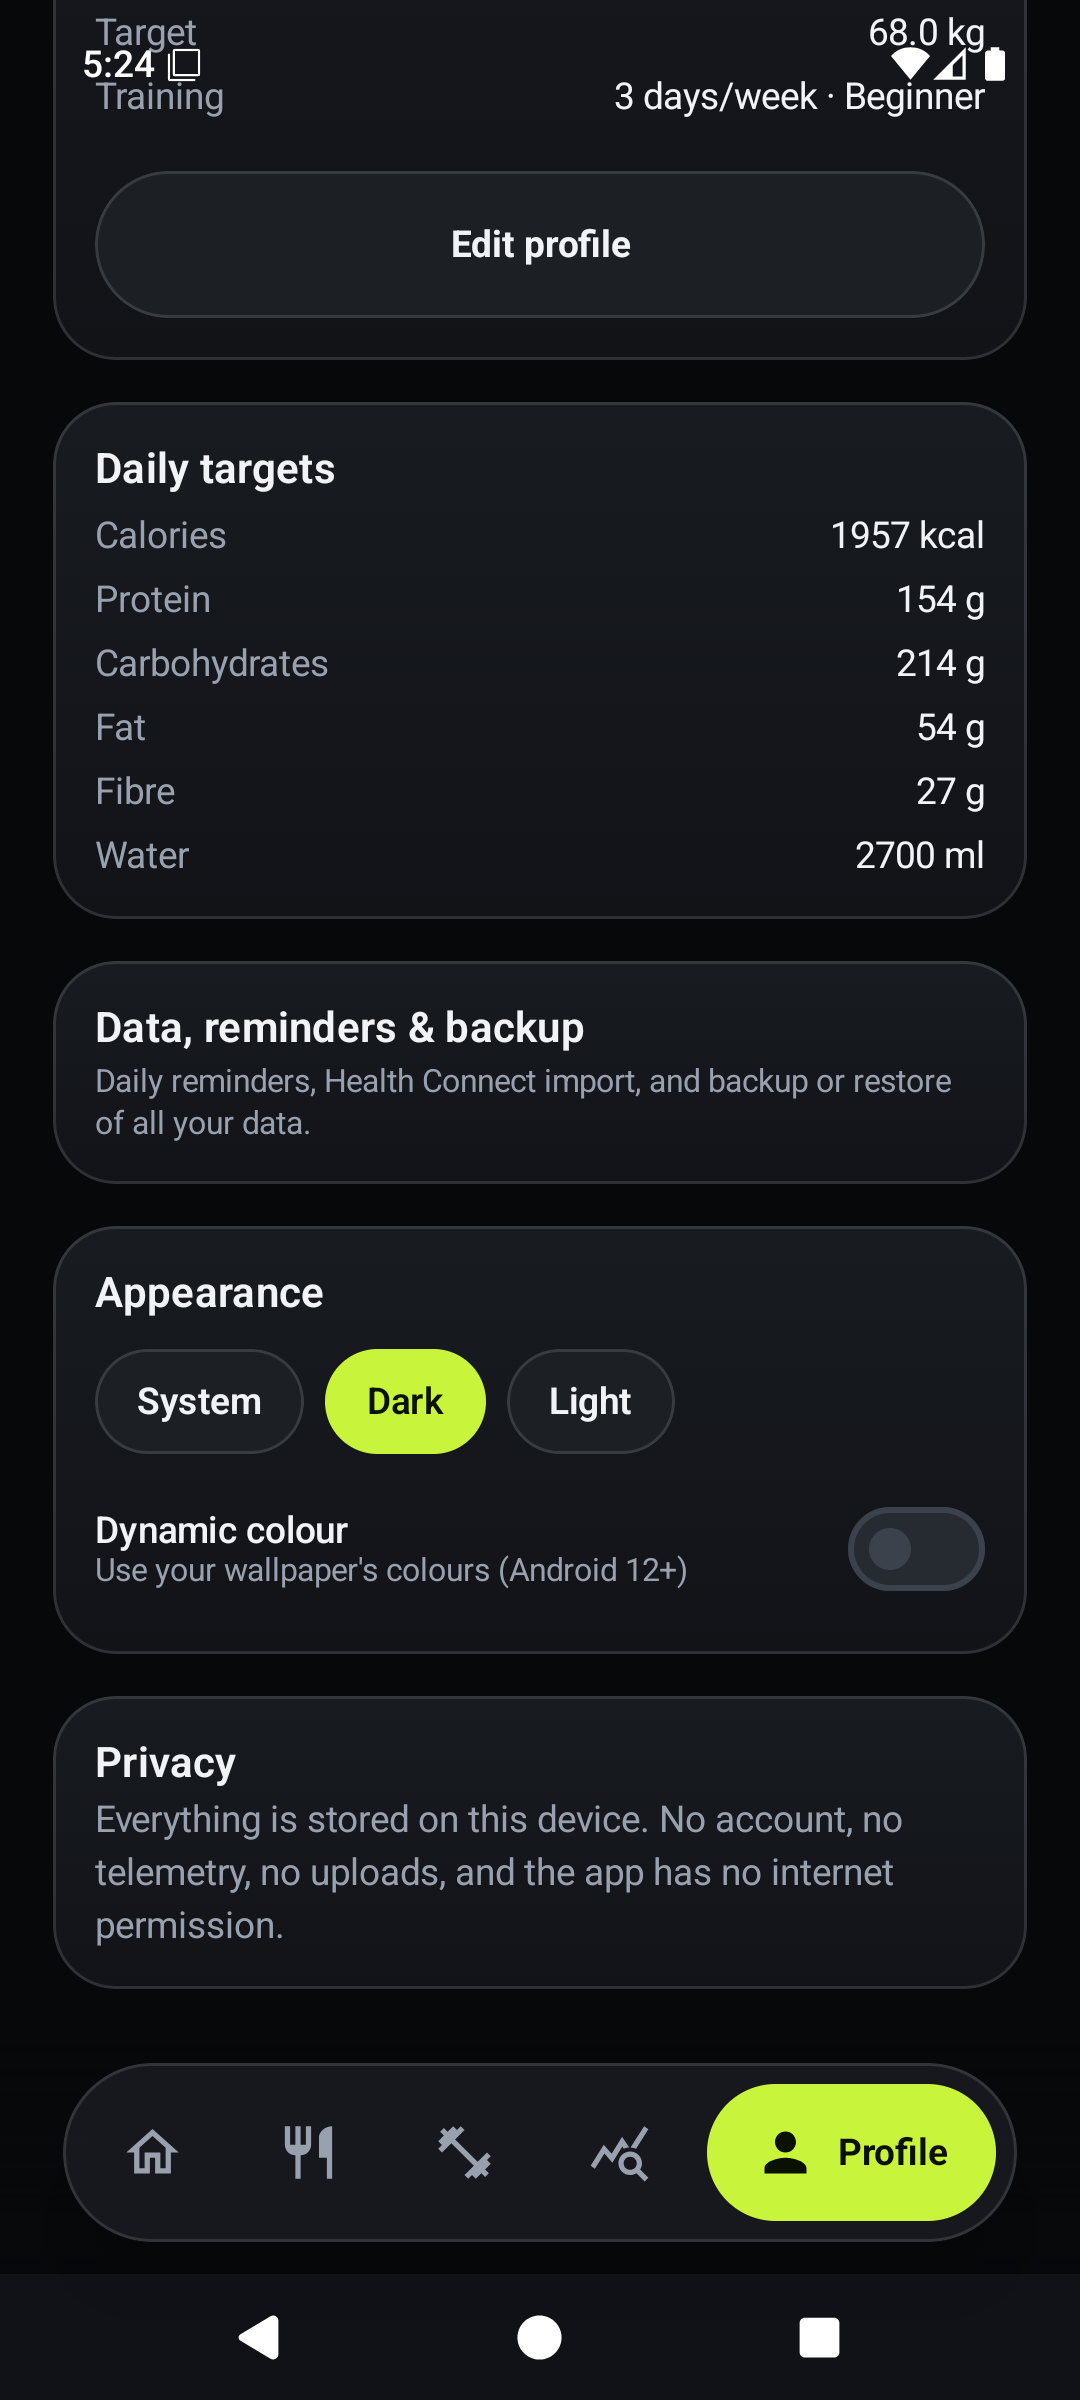 Target 68.0 kg
5:24
Training 3 days/week · Beginner
Edit profile
Daily targets
Calories 1957 kcal
Protein 154 g
Carbohydrates 214 g
Fat 54 g
Fibre 27 g
Water 2700 ml
Data, reminders & backup
Daily reminders, Health Connect import, and backup or restore
of all your data.
Appearance
System Dark Light
Dynamic colour
Use your wallpaper's colours (Android 12+)
Privacy
Everything is stored on this device. No account, no
telemetry, no uploads, and the app has no internet
permission.
Profile